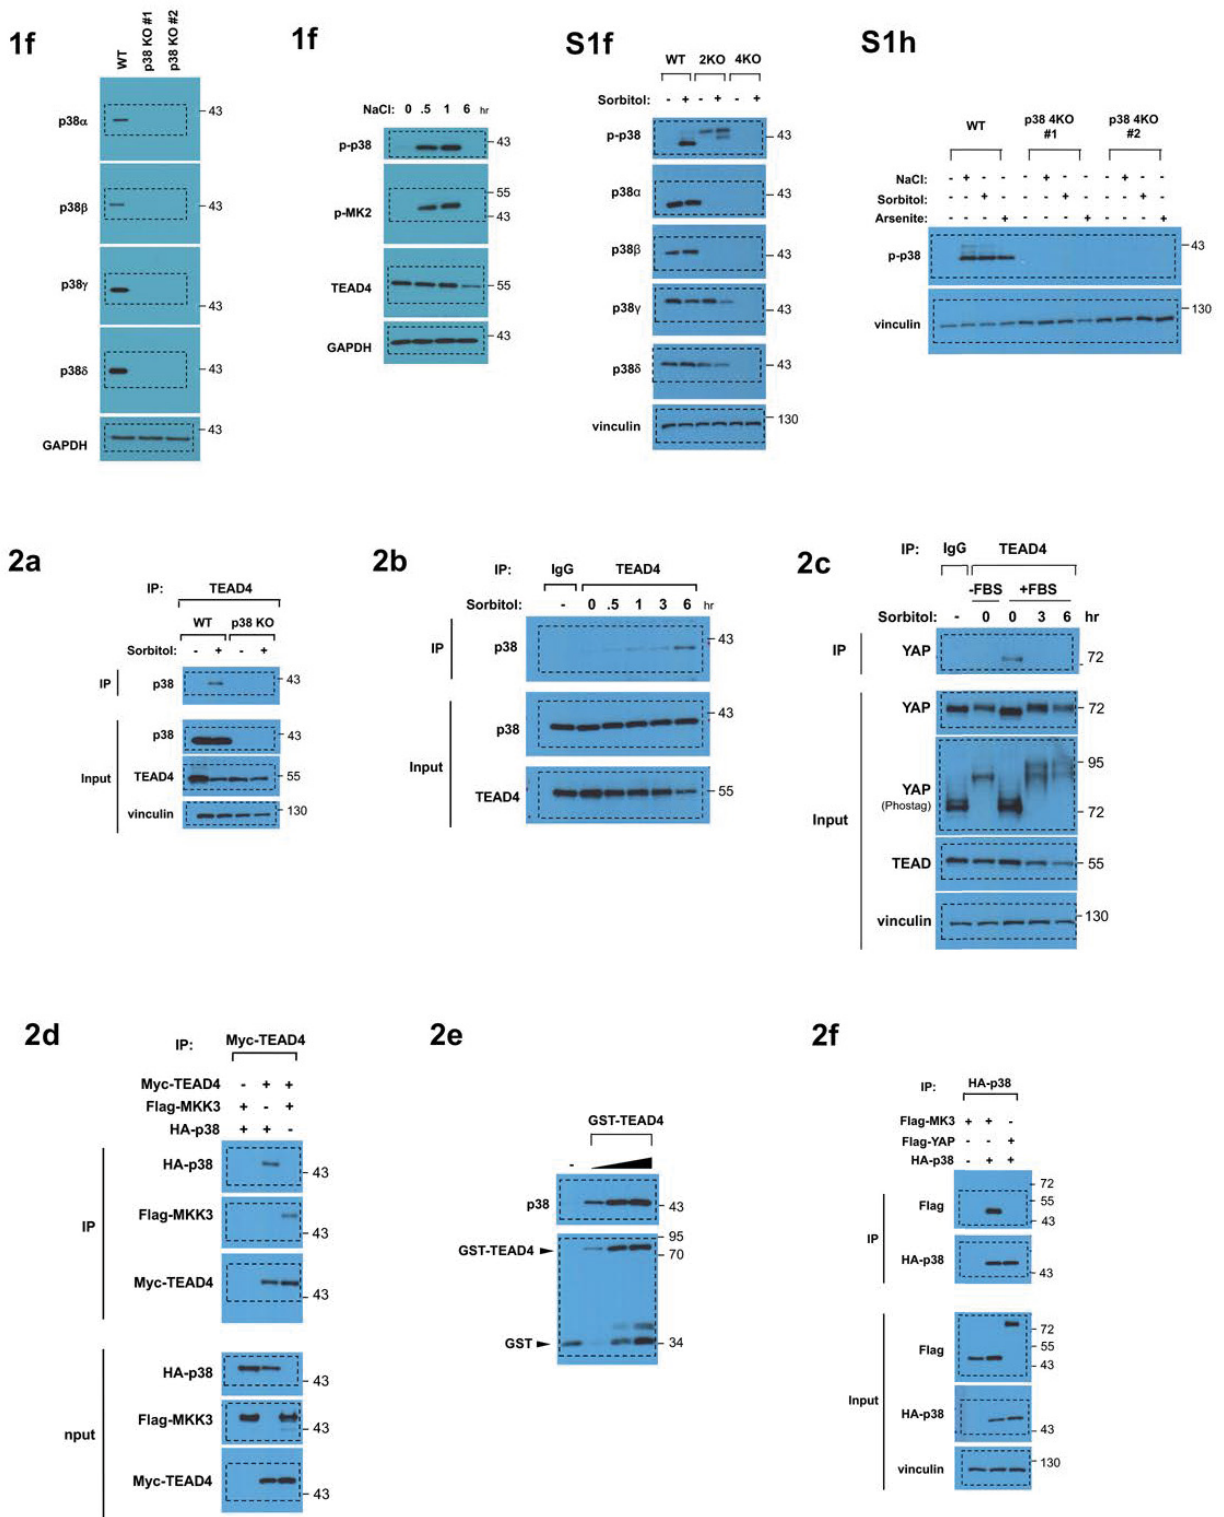 1f
WT
p38 KO #1
p38 KO #2
p38α
43
p38β
43
p38γ
43
p38δ
43
GAPDH
43
1f
NaCl: 0 .5 1 6 hr
p-p38
43
p-MK2
55
43
TEAD4
55
GAPDH
43
S1f
WT 2KO 4KO
Sorbitol: - + - + - +
p-p38
43
p38α
43
p38β
43
p38γ
43
p38δ
43
vinculin
130
S1h
WT p38 4KO #1 p38 4KO #2
NaCl: - + - - - + - - - + - -
Sorbitol: - - + - - - + - - - + -
Arsenite: - - - + - - - + - - - +
p-p38
43
vinculin
130
2a
IP: TEAD4
WT p38 KO
Sorbitol: - + - +
IP
p38
43
Input
p38
43
TEAD4
55
vinculin
130
2b
IP: IgG TEAD4
Sorbitol: - 0 .5 1 3 6 hr
IP
p38
43
Input
p38
43
TEAD4
55
2c
IP: IgG TEAD4
-FBS +FBS
Sorbitol: - 0 0 3 6 hr
IP
YAP
72
Input
YAP
72
YAP
(Phostag)
95
72
TEAD
55
vinculin
130
2d
IP: Myc-TEAD4
Myc-TEAD4 - + +
Flag-MKK3 + - +
HA-p38 + + -
IP
HA-p38
43
Flag-MKK3
43
Myc-TEAD4
43
nput
HA-p38
43
Flag-MKK3
43
Myc-TEAD4
43
2e
GST-TEAD4
-
p38
43
GST-TEAD4
95
70
GST
34
2f
IP: HA-p38
Flag-MK3 + + -
Flag-YAP - - +
HA-p38 - + +
IP
Flag
72
55
43
HA-p38
43
Input
Flag
72
55
43
HA-p38
43
vinculin
130